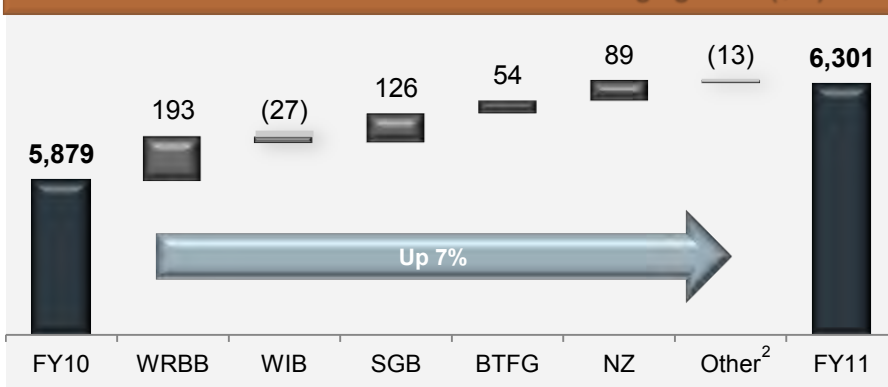 193 (27) 126 54 89 (13) 6,301
5,879
Up 7%
FY10 WRBB WIB SGB BTFG NZ Other² FY11